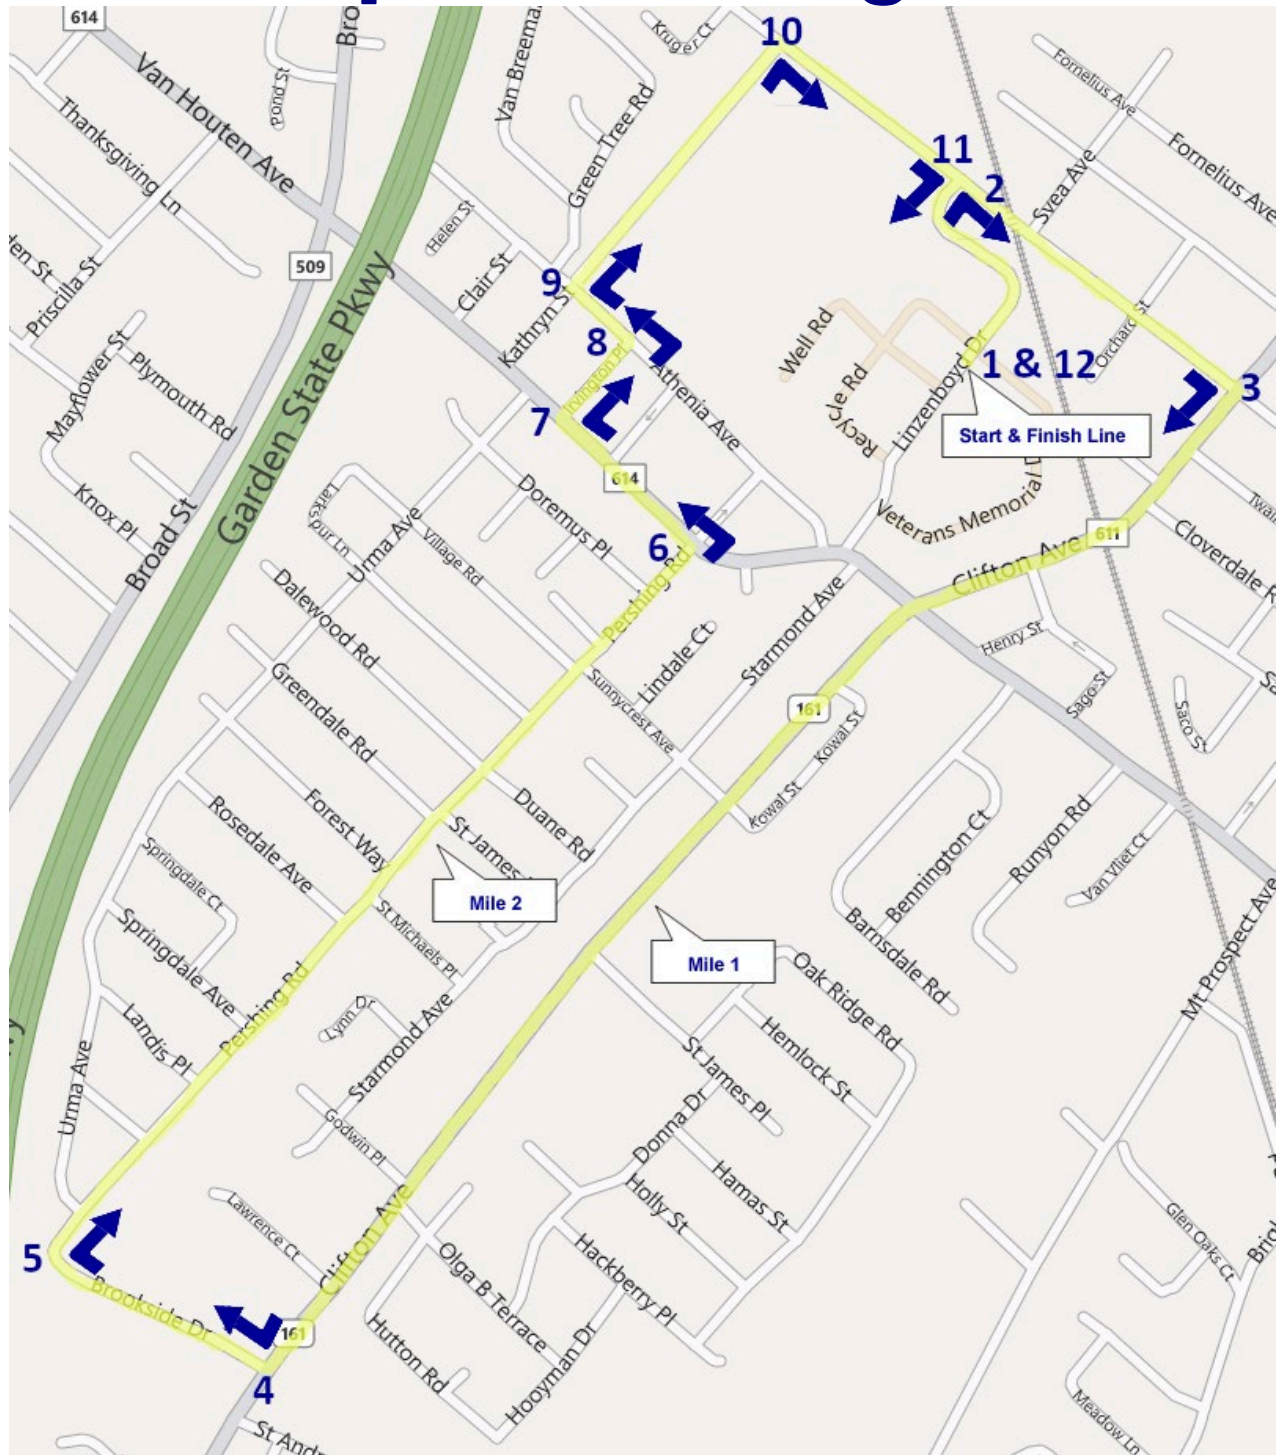 614
Van Houten Ave
Thanksgiving Ln
Priscilla St
Pond St
Van Breeman
Kruger Ct
10
Fornelius Ave
Fornelius Ave
Svea Ave
11
2
Green Tree Rd
Helen St
Clair St
509
Garden State Pkwy
Kathryn St
9
8
Irvington Pl
Athenia Ave
7
614
Well Rd
Recycle Rd
Linzenboyd Dr
1 & 12
Start & Finish Line
Orchard St
3
Veterans Memorial D
Mayflower St
Plymouth Rd
Knox Pl
Broad St
Larkspur Ln
Urma Ave
Village Rd
Doremus Pl
6
Pershing Rd
Clifton Ave
611
Cloverdale R
Dalewood Rd
Greendale Rd
Lindale Ct
Sunnycrest Ave
Starmond Ave
Henry St
Sago St
Saco St
161
Kowal St
Kowal St
Rosedale Ave
Forest Way
St James
Duane Rd
Bennington Ct
Runyon Rd
Van Vliet Ct
Springdale Ct
Springdale Ave
St Michaels Pl
Mile 2
Mile 1
Barnsdale Rd
Mt Prospect Ave
Landis Pl
Pershing Rd
Lynn Dr
Starmond Ave
Oak Ridge Rd
Hemlock St
St James Pl
Urma Ave
Godwin Pl
Donna Dr
Hamas St
Holly St
Lawrence Ct
Clifton Ave
5
Brookside Dr
161
4
Olga B Terrace
Hackberry Pl
Hutton Rd
Hooyman Dr
Glen Oaks Ct
Meadow Ln
St Andr